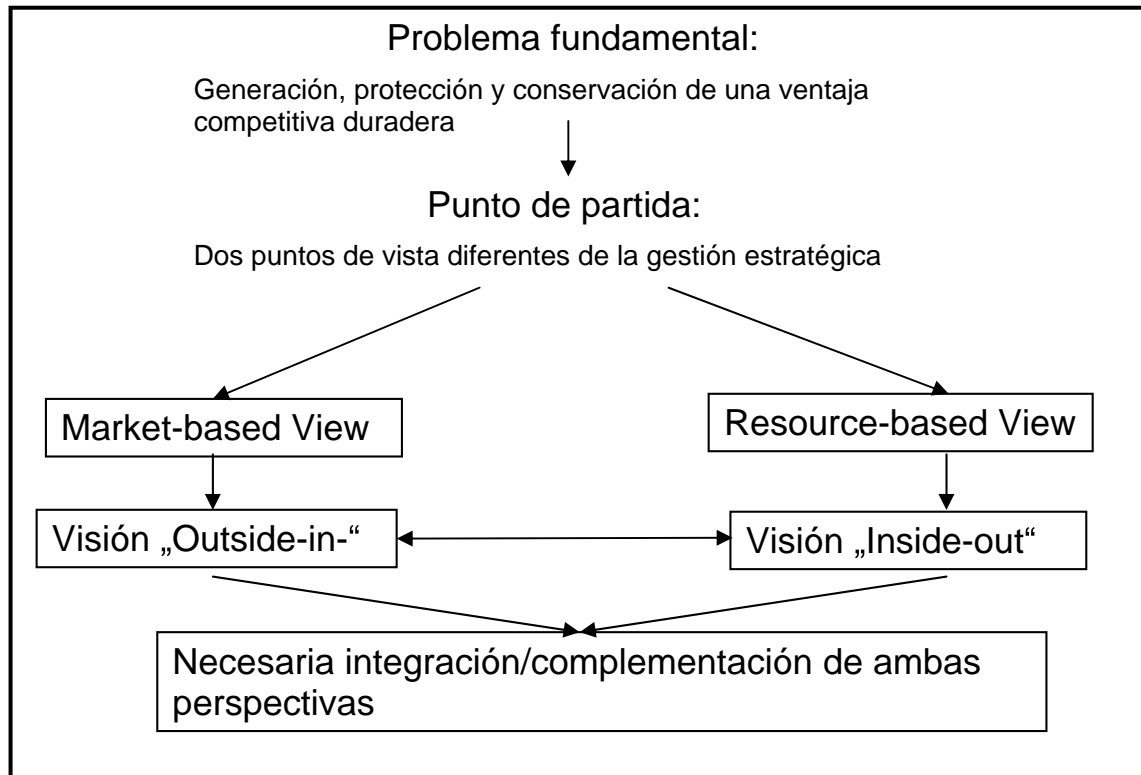 Problema fundamental:
Generación, protección y conservación de una ventaja
competitiva duradera
Punto de partida:
Dos puntos de vista diferentes de la gestión estratégica
Market-based View
Resource-based View
Visión „Outside-in-“
Visión „Inside-out“
Necesaria integración/complementación de ambas
perspectivas